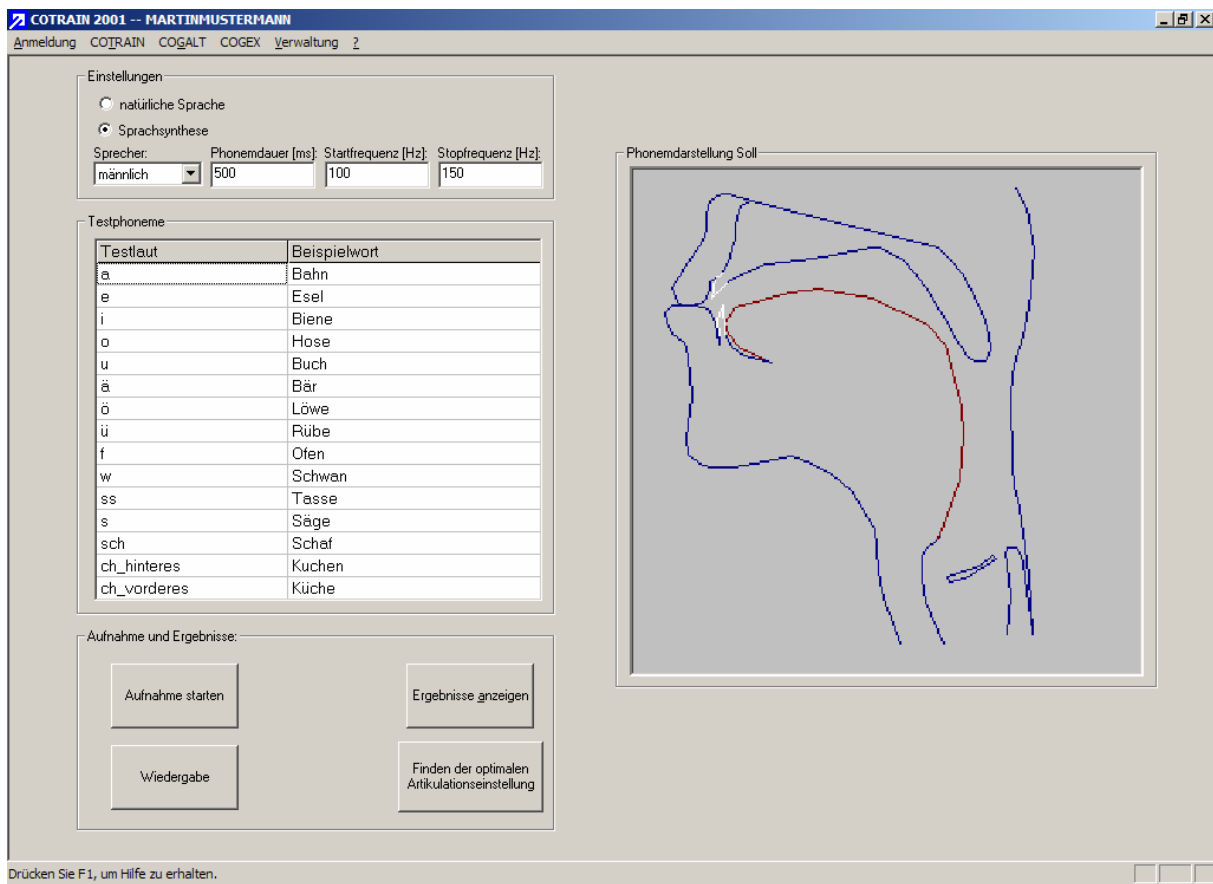 COTRAIN 2001 -- MARTINMUSTERMANN
Anmeldung COTRAIN COGALT COGEX Verwaltung ?
Einstellungen
natürliche Sprache
Sprachsynthese
Sprecher: Phonemdauer [ms]: Startfrequenz [Hz]: Stopfrequenz [Hz]:
männlich 500 100 150
Testphoneme
Testlaut Beispielwort
a Bahn
e Esel
i Biene
o Hose
u Buch
ä Bär
ö Löwe
ü Rübe
f Ofen
w Schwan
ss Tasse
s Säge
sch Schaf
ch_hinteres Kuchen
ch_vorderes Küche
Aufnahme und Ergebnisse:
Aufnahme starten
Ergebnisse anzeigen
Wiedergabe
Finden der optimalen
Artikulationseinstellung
Phonemdarstellung Soll
Drücken Sie F1, um Hilfe zu erhalten.